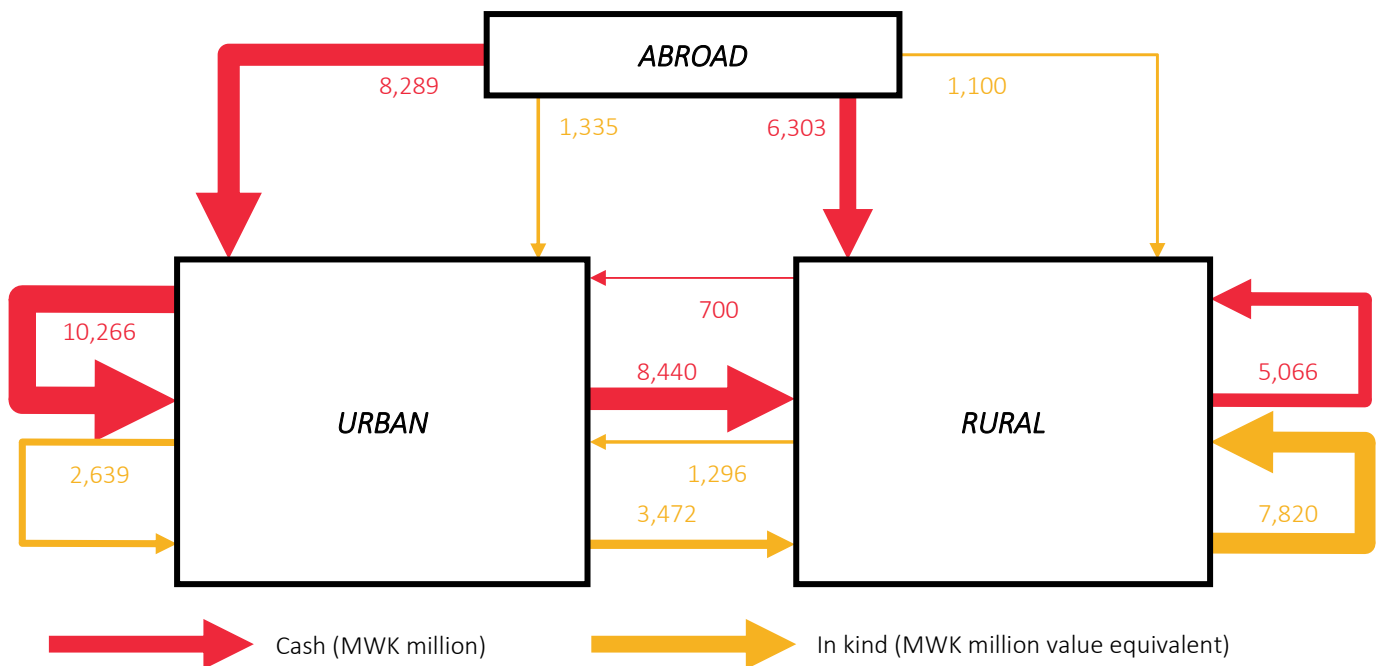 ABROAD
8,289
1,100
1,335
6,303
700
10,266
8,440
5,066
URBAN
RURAL
2,639
1,296
3,472
7,820
Cash (MWK million)
In kind (MWK million value equivalent)